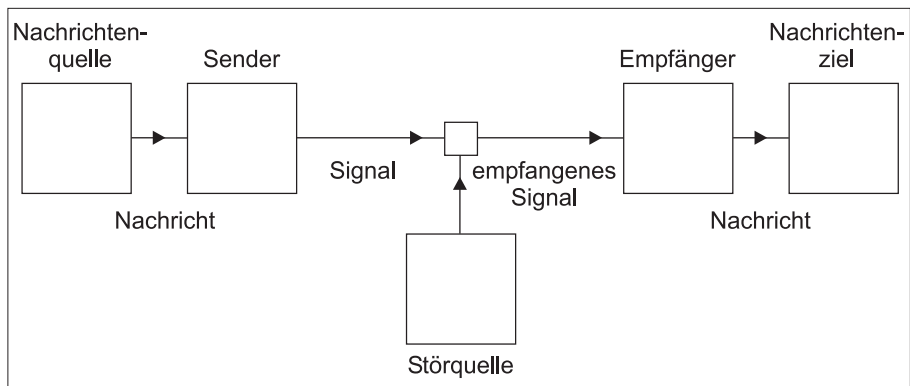 Nachrichten-
quelle
Sender
Empfänger
Nachrichten-
ziel
Signal
empfangenes
Signal
Nachricht
Nachricht
Störquelle